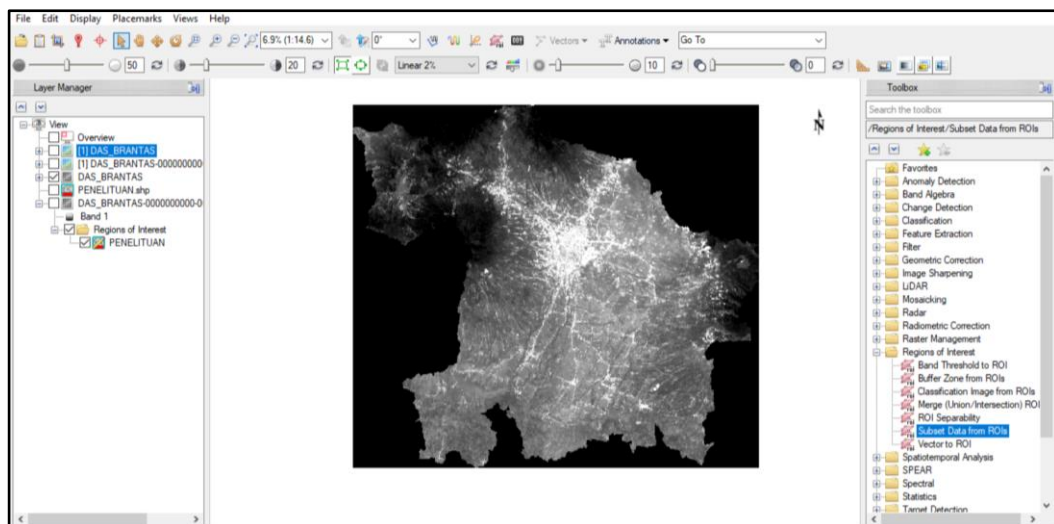 File Edit Display Placemarks Views Help
6.9% (1:14.6) 0° Vectors Annotations Go To
50 20 Linear 2% 10 0
Layer Manager
View
Overview
[1] DAS_BRANTAS
[1] DAS_BRANTAS-000000000
DAS_BRANTAS
PENELITUAN.shp
DAS_BRANTAS-0000000000-0
Band 1
Regions of Interest
PENELITUAN
N
Toolbox
Search the toolbox
/Regions of Interest/Subset Data from ROIs
Favorites
Anomaly Detection
Band Algebra
Change Detection
Classification
Feature Extraction
Filter
Geometric Correction
Image Sharpening
LiDAR
Mosaicking
Radar
Radiometric Correction
Raster Management
Regions of Interest
Band Threshold to ROI
Buffer Zone from ROIs
Classification Image from ROIs
Merge (Union/Intersection) ROI
ROI Separability
Subset Data from ROIs
Vector to ROI
Spatiotemporal Analysis
SPEAR
Spectral
Statistics
Target Detection